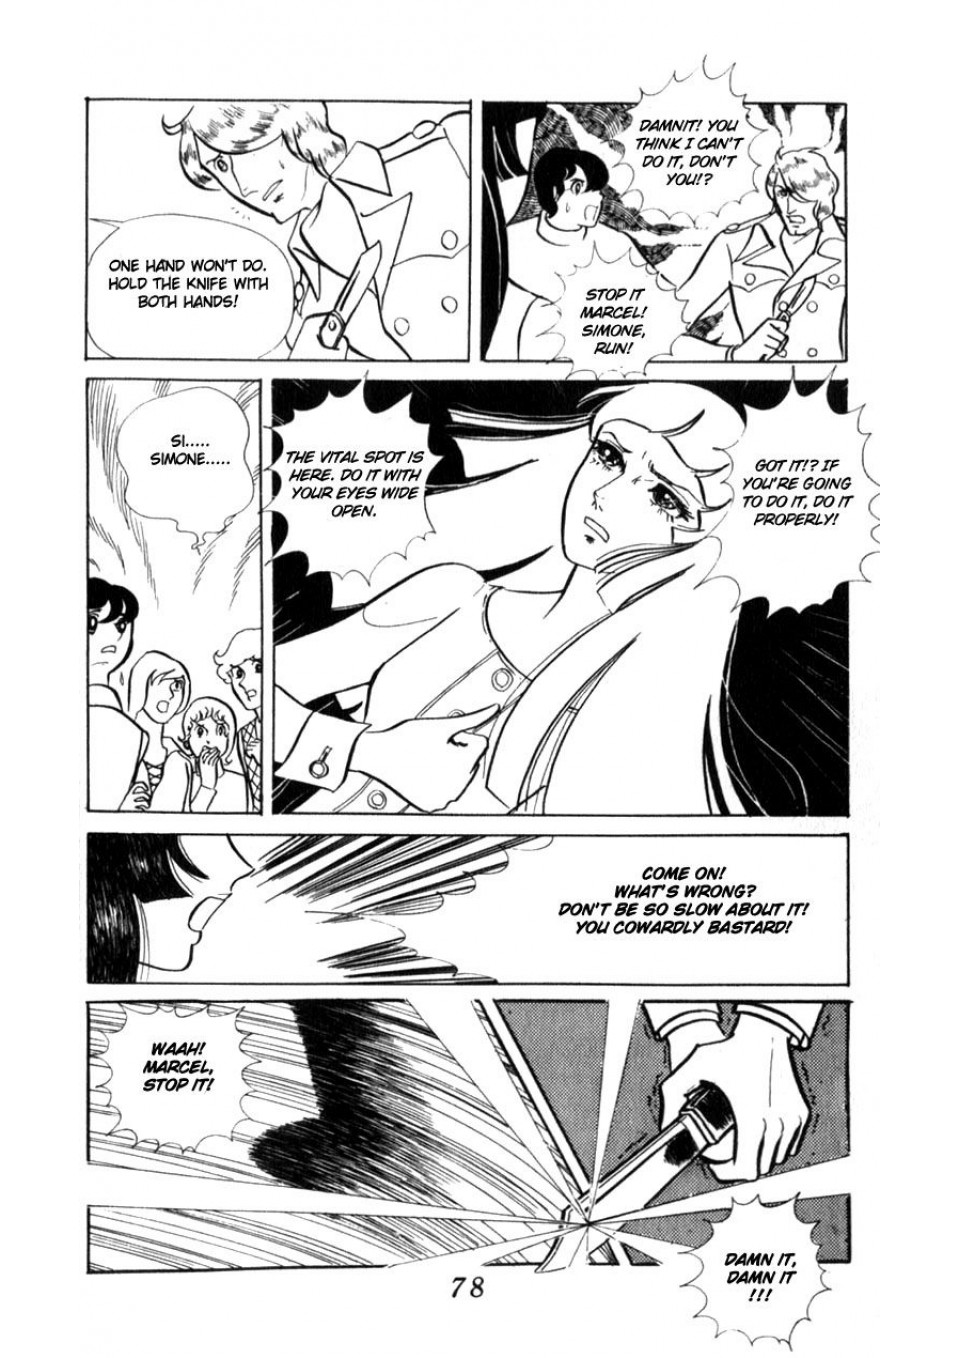 ONE HAND WON'T DO.
HOLD THE KNIFE WITH
BOTH HANDS!
DAMNIT! YOU
THINK I CAN'T
DO IT, DON'T
YOU!?
STOP IT
MARCEL!
SIMONE,
RUN!
SI.....
SIMONE.....
THE VITAL SPOT IS
HERE. DO IT WITH
YOUR EYES WIDE
OPEN.
GOT IT!? IF
YOU'RE GOING
TO DO IT, DO IT
PROPERLY!
COME ON!
WHAT'S WRONG?
DON'T BE SO SLOW ABOUT IT!
YOU COWARDLY BASTARD!
WAAH!
MARCEL,
STOP IT!
DAMN IT,
DAMN IT
!!!
78